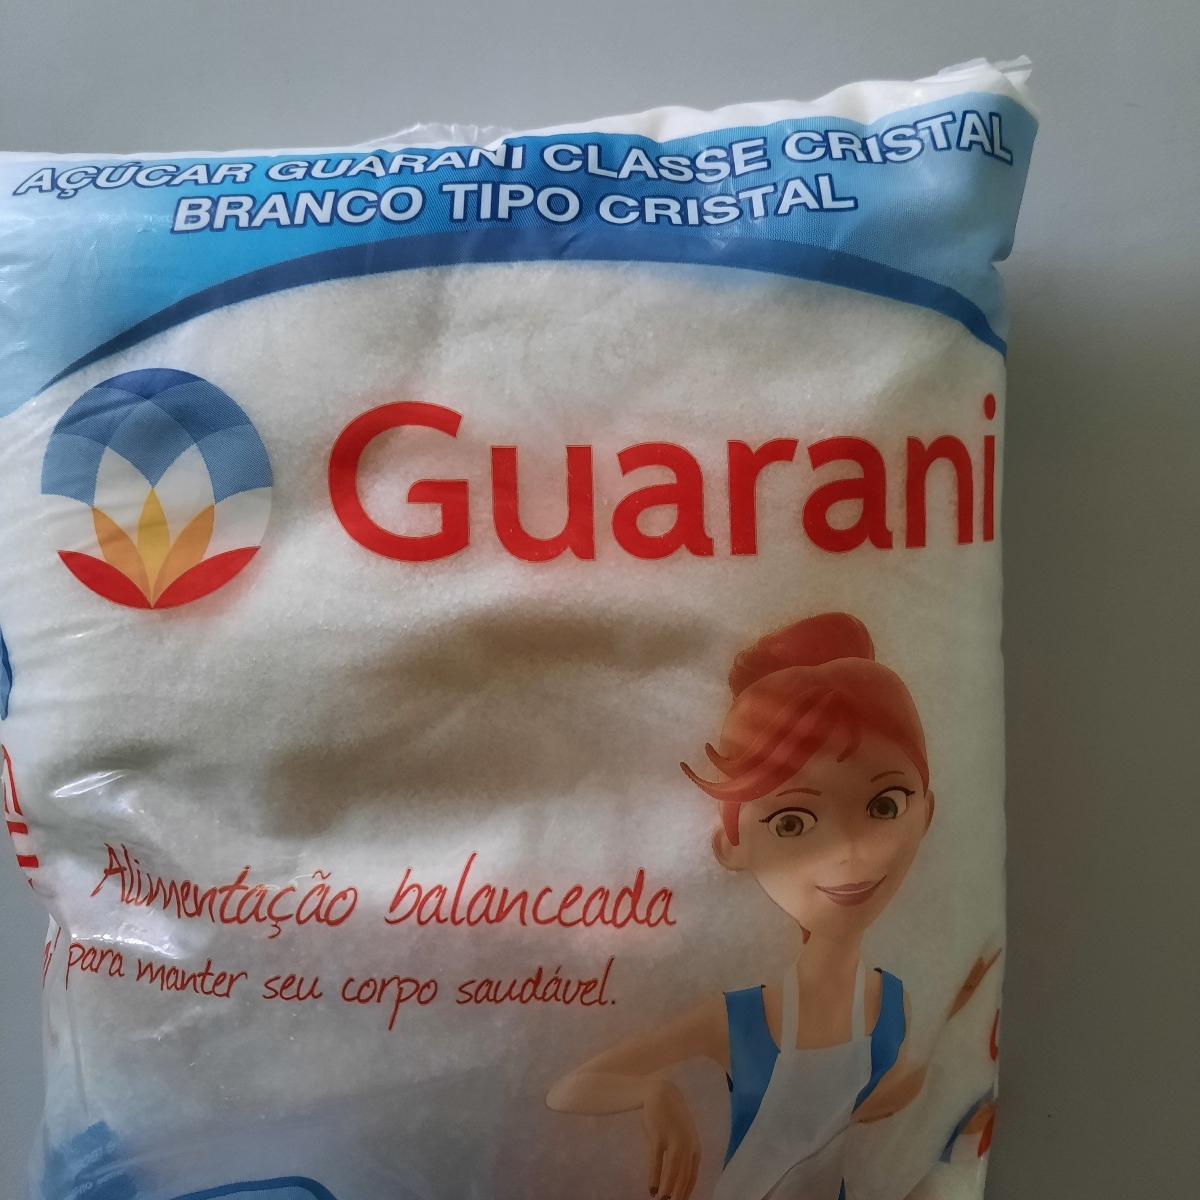 AÇÚCAR GUARANI CLASSE CRISTAL
BRANCO TIPO CRISTAL
Guarani
Alimentação balanceada
para manter seu corpo saudável.